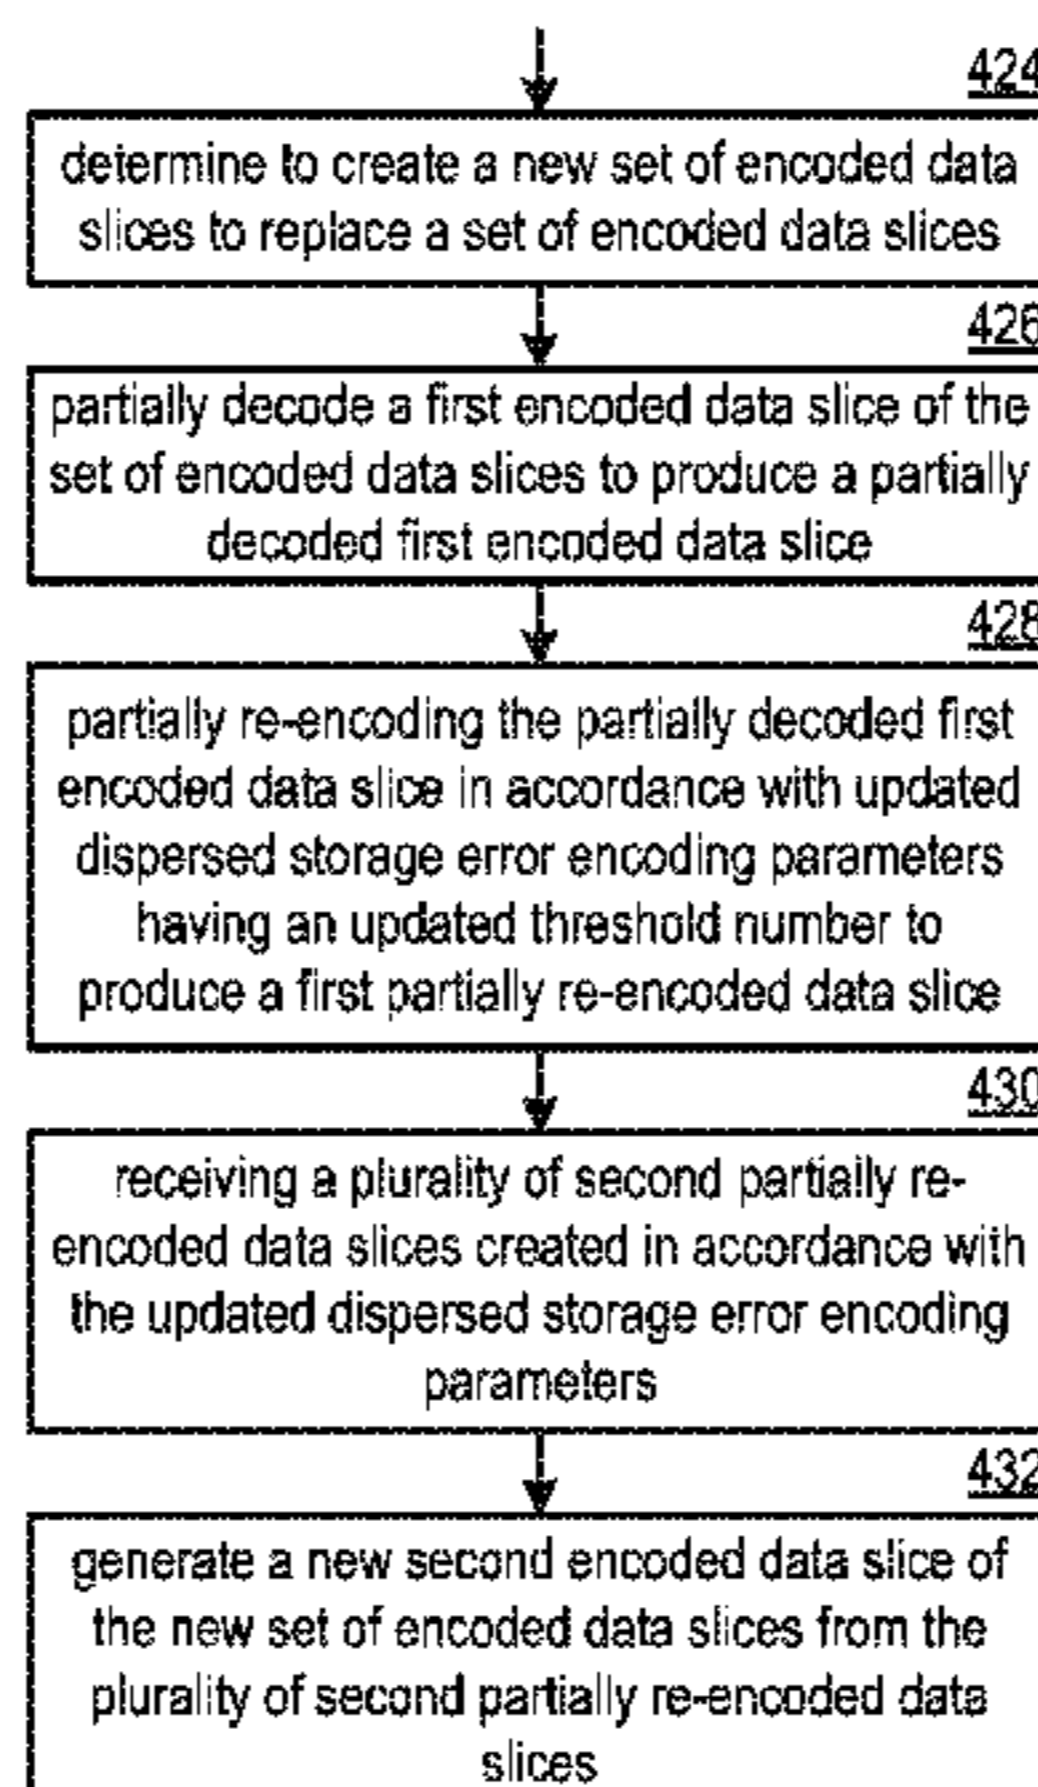 424
determine to create a new set of encoded data
slices to replace a set of encoded data slices
426
partially decode a first encoded data slice of the
set of encoded data slices to produce a partially
decoded first encoded data slice
428
partially re-encoding the partially decoded first
encoded data slice in accordance with updated
dispersed storage error encoding parameters
having an updated threshold number to
produce a first partially re-encoded data slice
430
receiving a plurality of second partially re-
encoded data slices created in accordance with
the updated dispersed storage error encoding
parameters
432
generate a new second encoded data slice of
the new set of encoded data slices from the
plurality of second partially re-encoded data
slices